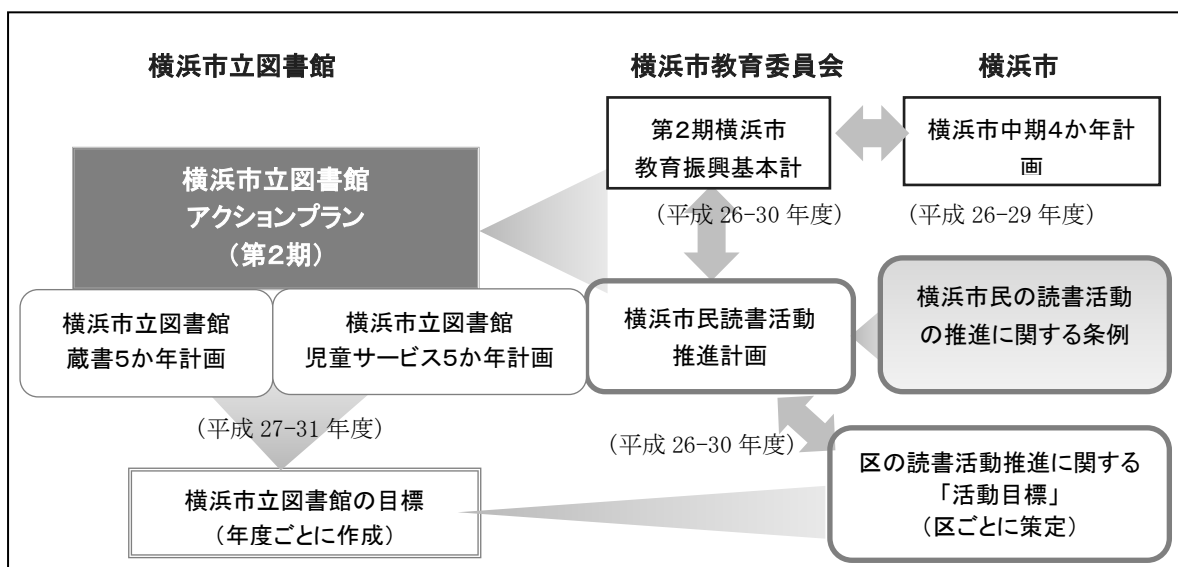 横浜市立図書館
横浜市教育委員会
横浜市
第2期横浜市
教育振興基本計
横浜市中期4か年計
画
横浜市立図書館
アクションプラン
(第2期)
(平成 26-30 年度)
(平成 26-29 年度)
横浜市立図書館
蔵書5か年計画
横浜市立図書館
児童サービス5か年計画
横浜市民読書活動
推進計画
横浜市民の読書活動
の推進に関する条例
(平成 27-31 年度)
(平成 26-30 年度)
横浜市立図書館の目標
(年度ごとに作成)
区の読書活動推進に関する
「活動目標」
(区ごとに策定)